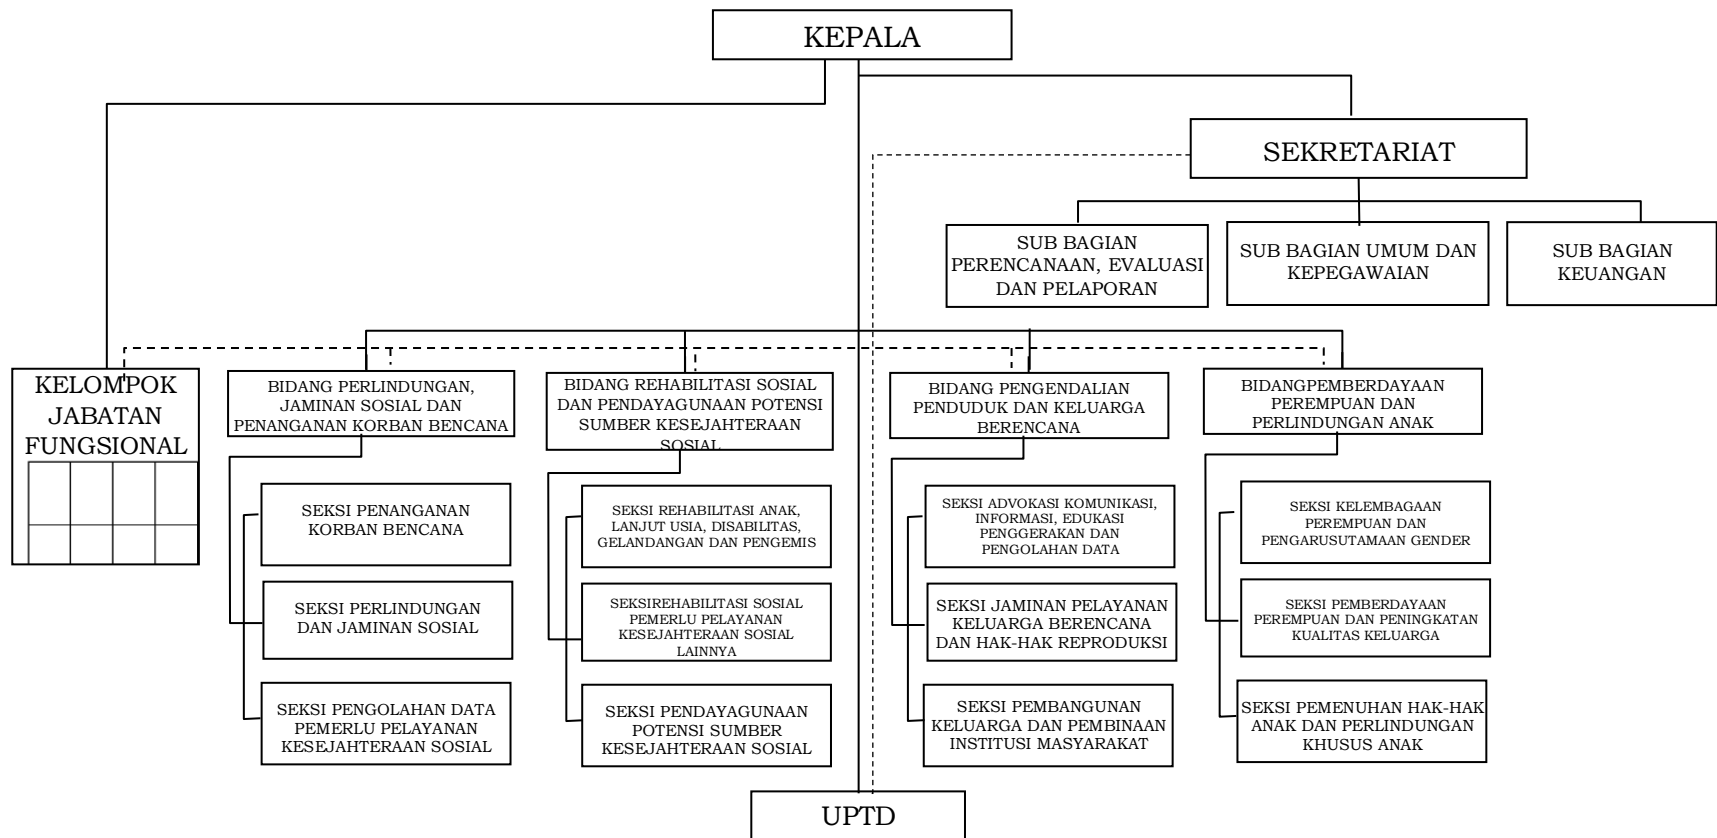 KEPALA
SEKRETARIAT
SUB BAGIAN
PERENCANAAN, EVALUASI
DAN PELAPORAN
SUB BAGIAN UMUM DAN
KEPEGAWAIAN
SUB BAGIAN
KEUANGAN
KELOMPOK
JABATAN
FUNGSIONAL
BIDANG PERLINDUNGAN,
JAMINAN SOSIAL DAN
PENANGANAN KORBAN BENCANA
SEKSI PENANGANAN
KORBAN BENCANA
SEKSI PERLINDUNGAN
DAN JAMINAN SOSIAL
SEKSI PENGOLAHAN DATA
PEMERLU PELAYANAN
KESEJAHTERAAN SOSIAL
BIDANG REHABILITASI SOSIAL
DAN PENDAYAGUNAAN POTENSI
SUMBER KESEJAHTERAAN
SOSIAL
SEKSI REHABILITASI ANAK,
LANJUT USIA, DISABILITAS,
GELANDANGAN DAN PENGEMIS
SEKSIREHABILITASI SOSIAL
PEMERLU PELAYANAN
KESEJAHTERAAN SOSIAL
LAINNYA
SEKSI PENDAYAGUNAAN
POTENSI SUMBER
KESEJAHTERAAN SOSIAL
BIDANG PENGENDALIAN
PENDUDUK DAN KELUARGA
BERENCANA
SEKSI ADVOKASI KOMUNIKASI,
INFORMASI, EDUKASI
PENGGERAKAN DAN
PENGOLAHAN DATA
SEKSI JAMINAN PELAYANAN
KELUARGA BERENCANA
DAN HAK-HAK REPRODUKSI
SEKSI PEMBANGUNAN
KELUARGA DAN PEMBINAAN
INSTITUSI MASYARAKAT
BIDANGPEMBERDAYAAN
PEREMPUAN DAN
PERLINDUNGAN ANAK
SEKSI KELEMBAGAAN
PEREMPUAN DAN
PENGARUSUTAMAAN GENDER
SEKSI PEMBERDAYAAN
PEREMPUAN DAN PENINGKATAN
KUALITAS KELUARGA
SEKSI PEMENUHAN HAK-HAK
ANAK DAN PERLINDUNGAN
KHUSUS ANAK
UPTD